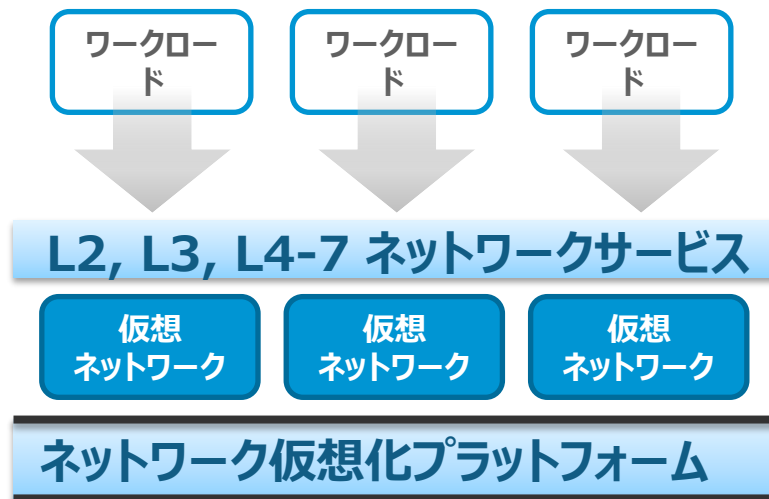 ワークロー
ド
ワークロー
ド
ワークロー
ド
L2, L3, L4-7 ネットワークサービス
仮想
ネットワーク
仮想
ネットワーク
仮想
ネットワーク
ネットワーク仮想化プラットフォーム